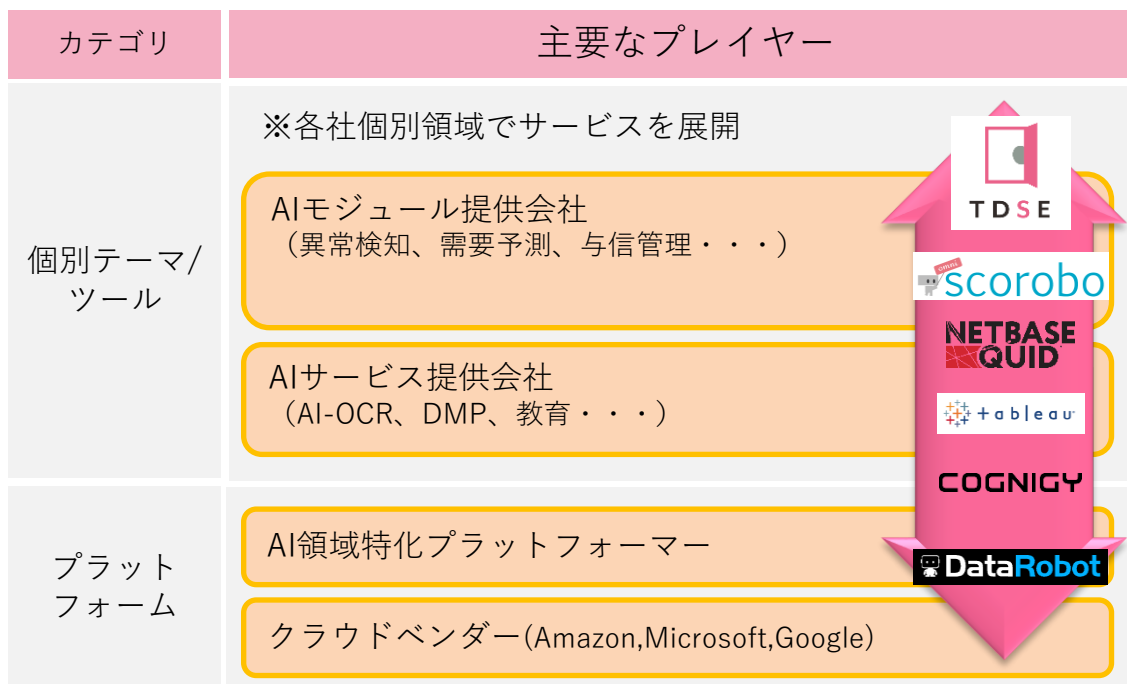 カテゴリ
主要なプレイヤー
個別テーマ/
ツール
※各社個別領域でサービスを展開
AIモジュール提供会社
（異常検知、需要予測、与信管理・・・）
AIサービス提供会社
（AI-OCR、DMP、教育・・・）
プラット
フォーム
AI領域特化プラットフォーマー
クラウドベンダー(Amazon,Microsoft,Google)
TDSE
omni
scorobo
NETBASE
QUID
+ableau
COGNIGY
DataRobot